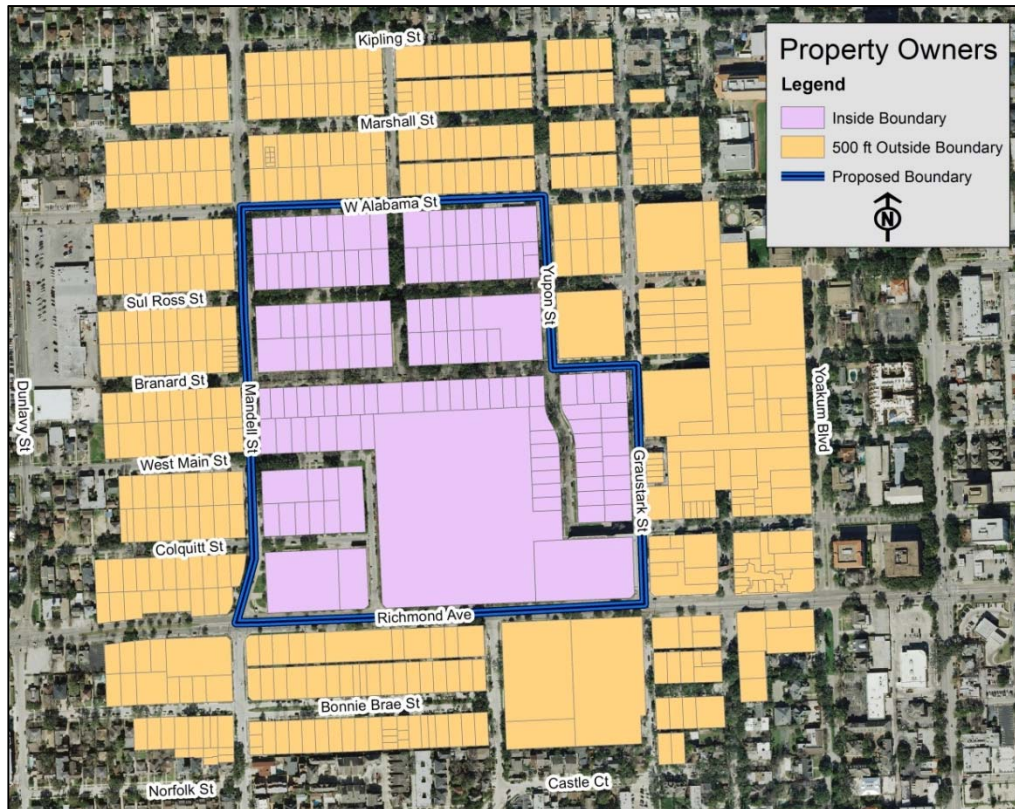 Kipling St
Property Owners
Legend
Inside Boundary
500 ft Outside Boundary
Proposed Boundary
N
Marshall St
W Alabama St
Sul Ross St
Yupon St
Branard St
Mandell St
Dunlavy St
Yoakum Blvd
West Main St
Graustark St
Colquitt St
Richmond Ave
Bonnie Brae St
Norfolk St
Castle Ct